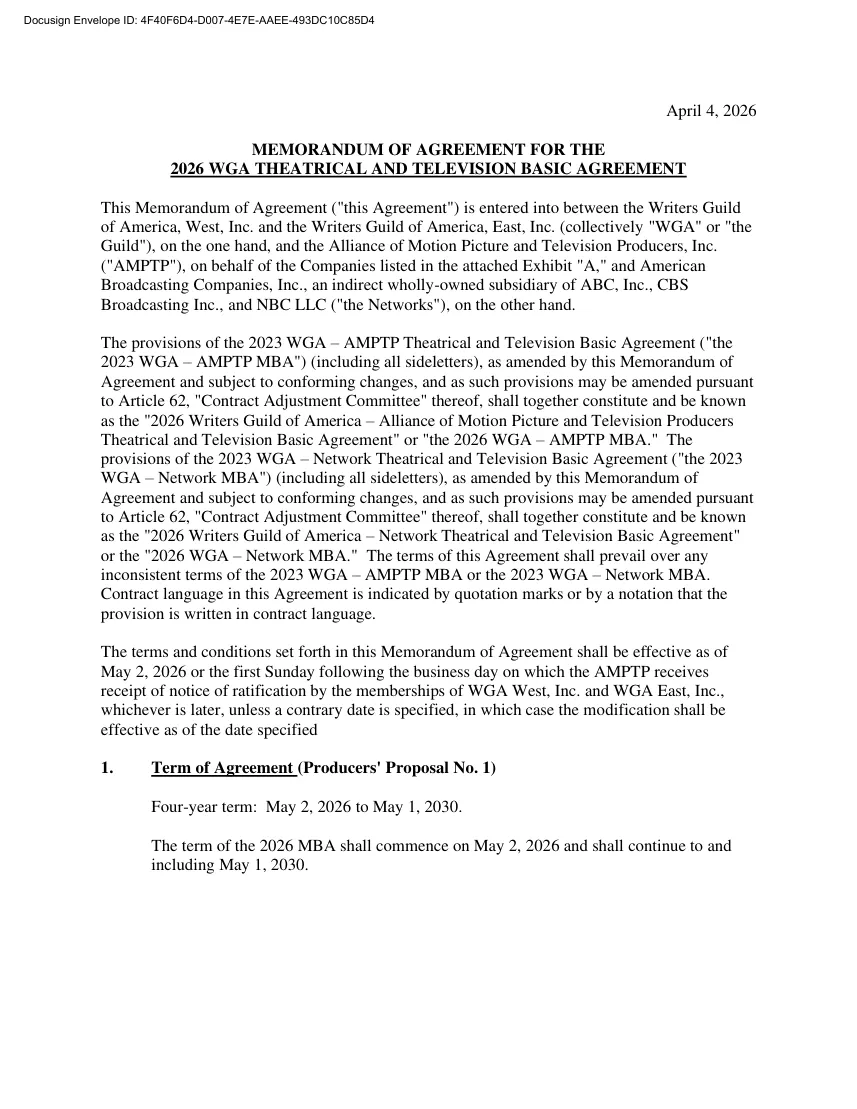 Docusign Envelope ID: 4F40F6D4-D007-4E7E-AAEE-493DC10C85D4
April 4, 2026
MEMORANDUM OF AGREEMENT FOR THE
2026 WGA THEATRICAL AND TELEVISION BASIC AGREEMENT
This Memorandum of Agreement ("this Agreement") is entered into between the Writers Guild
of America, West, Inc. and the Writers Guild of America, East, Inc. (collectively "WGA" or "the
Guild"), on the one hand, and the Alliance of Motion Picture and Television Producers, Inc.
("AMPTP"), on behalf of the Companies listed in the attached Exhibit "A," and American
Broadcasting Companies, Inc., an indirect wholly-owned subsidiary of ABC, Inc., CBS
Broadcasting Inc., and NBC LLC ("the Networks"), on the other hand.
The provisions of the 2023 WGA – AMPTP Theatrical and Television Basic Agreement ("the
2023 WGA – AMPTP MBA") (including all sideletters), as amended by this Memorandum of
Agreement and subject to conforming changes, and as such provisions may be amended pursuant
to Article 62, "Contract Adjustment Committee" thereof, shall together constitute and be known
as the "2026 Writers Guild of America – Alliance of Motion Picture and Television Producers
Theatrical and Television Basic Agreement" or "the 2026 WGA – AMPTP MBA."  The
provisions of the 2023 WGA – Network Theatrical and Television Basic Agreement ("the 2023
WGA – Network MBA") (including all sideletters), as amended by this Memorandum of
Agreement and subject to conforming changes, and as such provisions may be amended pursuant
to Article 62, "Contract Adjustment Committee" thereof, shall together constitute and be known
as the "2026 Writers Guild of America – Network Theatrical and Television Basic Agreement"
or the "2026 WGA – Network MBA."  The terms of this Agreement shall prevail over any
inconsistent terms of the 2023 WGA – AMPTP MBA or the 2023 WGA – Network MBA.
Contract language in this Agreement is indicated by quotation marks or by a notation that the
provision is written in contract language.
The terms and conditions set forth in this Memorandum of Agreement shall be effective as of
May 2, 2026 or the first Sunday following the business day on which the AMPTP receives
receipt of notice of ratification by the memberships of WGA West, Inc. and WGA East, Inc.,
whichever is later, unless a contrary date is specified, in which case the modification shall be
effective as of the date specified
1. Term of Agreement (Producers' Proposal No. 1)
Four-year term:  May 2, 2026 to May 1, 2030.
The term of the 2026 MBA shall commence on May 2, 2026 and shall continue to and
including May 1, 2030.